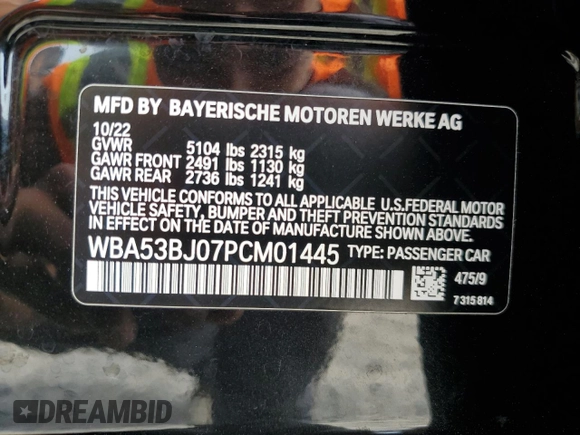 MFD BY BAYERISCHE MOTOREN WERKE AG
10/22
GVWR 5104 lbs 2315 kg
GAWR FRONT 2491 lbs 1130 kg
GAWR REAR 2736 lbs 1241 kg
THIS VEHICLE CONFORMS TO ALL APPLICABLE U.S.FEDERAL MOTOR
VEHICLE SAFETY, BUMPER AND THEFT PREVENTION STANDARDS
IN EFFECT ON THE DATE OF MANUFACTURE SHOWN ABOVE.
WBA53BJ07PCM01445 TYPE: PASSENGER CAR
475/9
7 315 814
DREAMBID